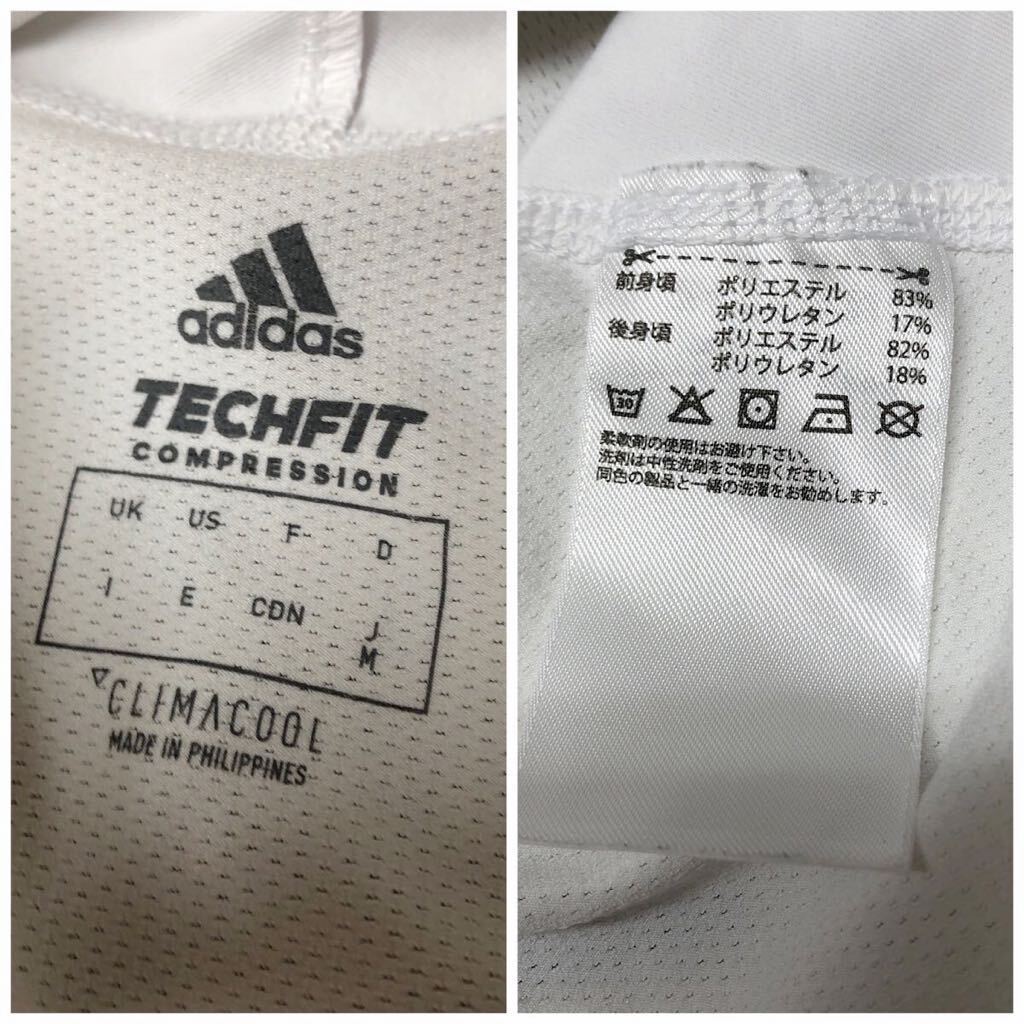 adidas
TECHFIT
COMPRESSION
UK US F D
I E CDN J
M
CLIMACOOL
MADE IN PHILIPPINES
前身頃 ポリエステル 83%
ポリウレタン 17%
後身頃 ポリエステル 82%
ポリウレタン 18%
30
柔軟剤の使用はお避け下さい。
洗剤は中性洗剤をご使用ください。
同色の製品と一緒の洗濯をお勧めします。